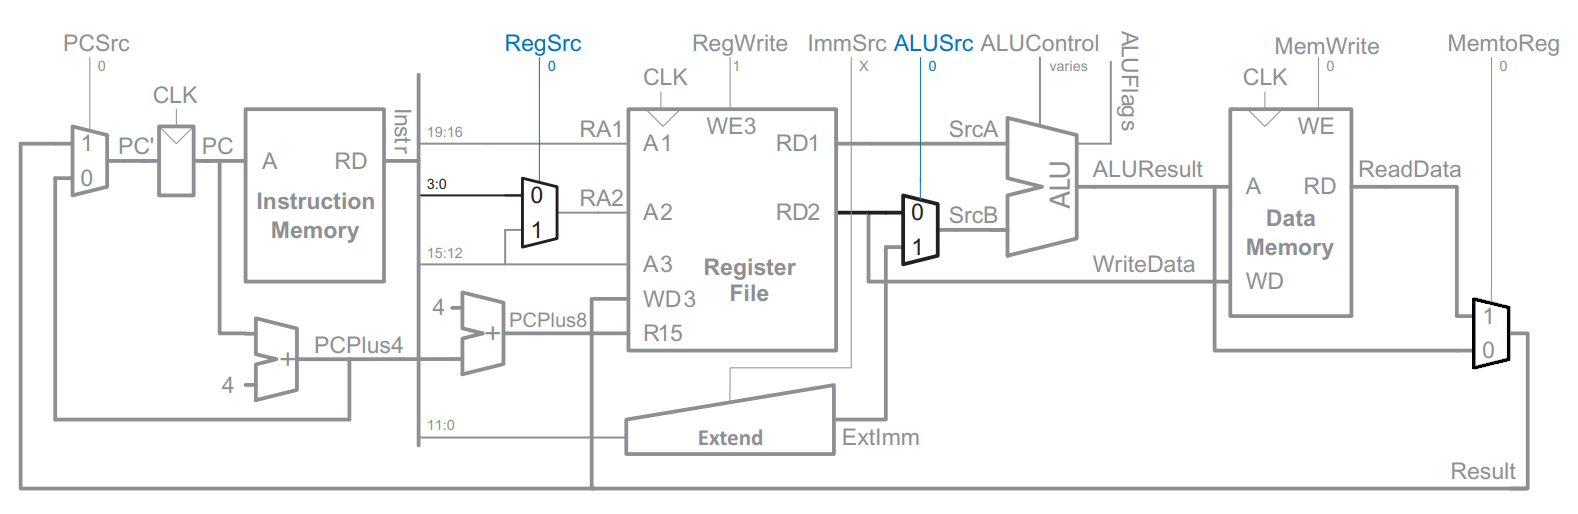 PCSrc
0
RegSrc
0
RegWrite
1
ImmSrc
X
ALUSrc
0
ALUControl
varies
ALUFlags
MemWrite
0
MemtoReg
0
CLK
CLK
CLK
1
0
PC'
PC
A
RD
Instruction
Memory
Instr
19:16
3:0
15:12
11:0
0
1
RA1
RA2
A1
A2
A3
WD3
R15
WE3
RD1
RD2
Register
File
4
+
PCPlus4
4
+
PCPlus8
Extend
ExtImm
SrcA
0
1
SrcB
ALU
ALUResult
WriteData
A
RD
WE
Data
Memory
WD
ReadData
1
0
Result